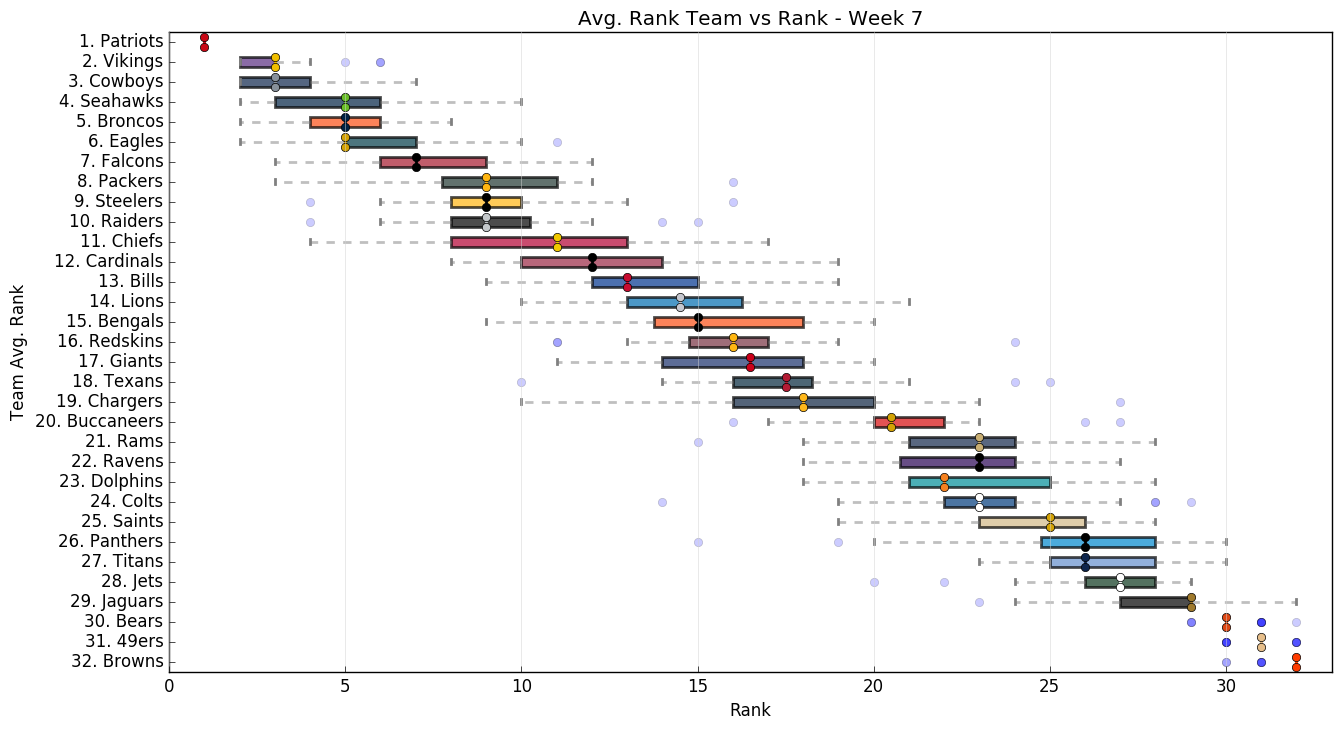 Avg. Rank Team vs Rank - Week 7
Team Avg. Rank
1. Patriots
2. Vikings
3. Cowboys
4. Seahawks
5. Broncos
6. Eagles
7. Falcons
8. Packers
9. Steelers
10. Raiders
11. Chiefs
12. Cardinals
13. Bills
14. Lions
15. Bengals
16. Redskins
17. Giants
18. Texans
19. Chargers
20. Buccaneers
21. Rams
22. Ravens
23. Dolphins
24. Colts
25. Saints
26. Panthers
27. Titans
28. Jets
29. Jaguars
30. Bears
31. 49ers
32. Browns
0 5 10 15 20 25 30
Rank